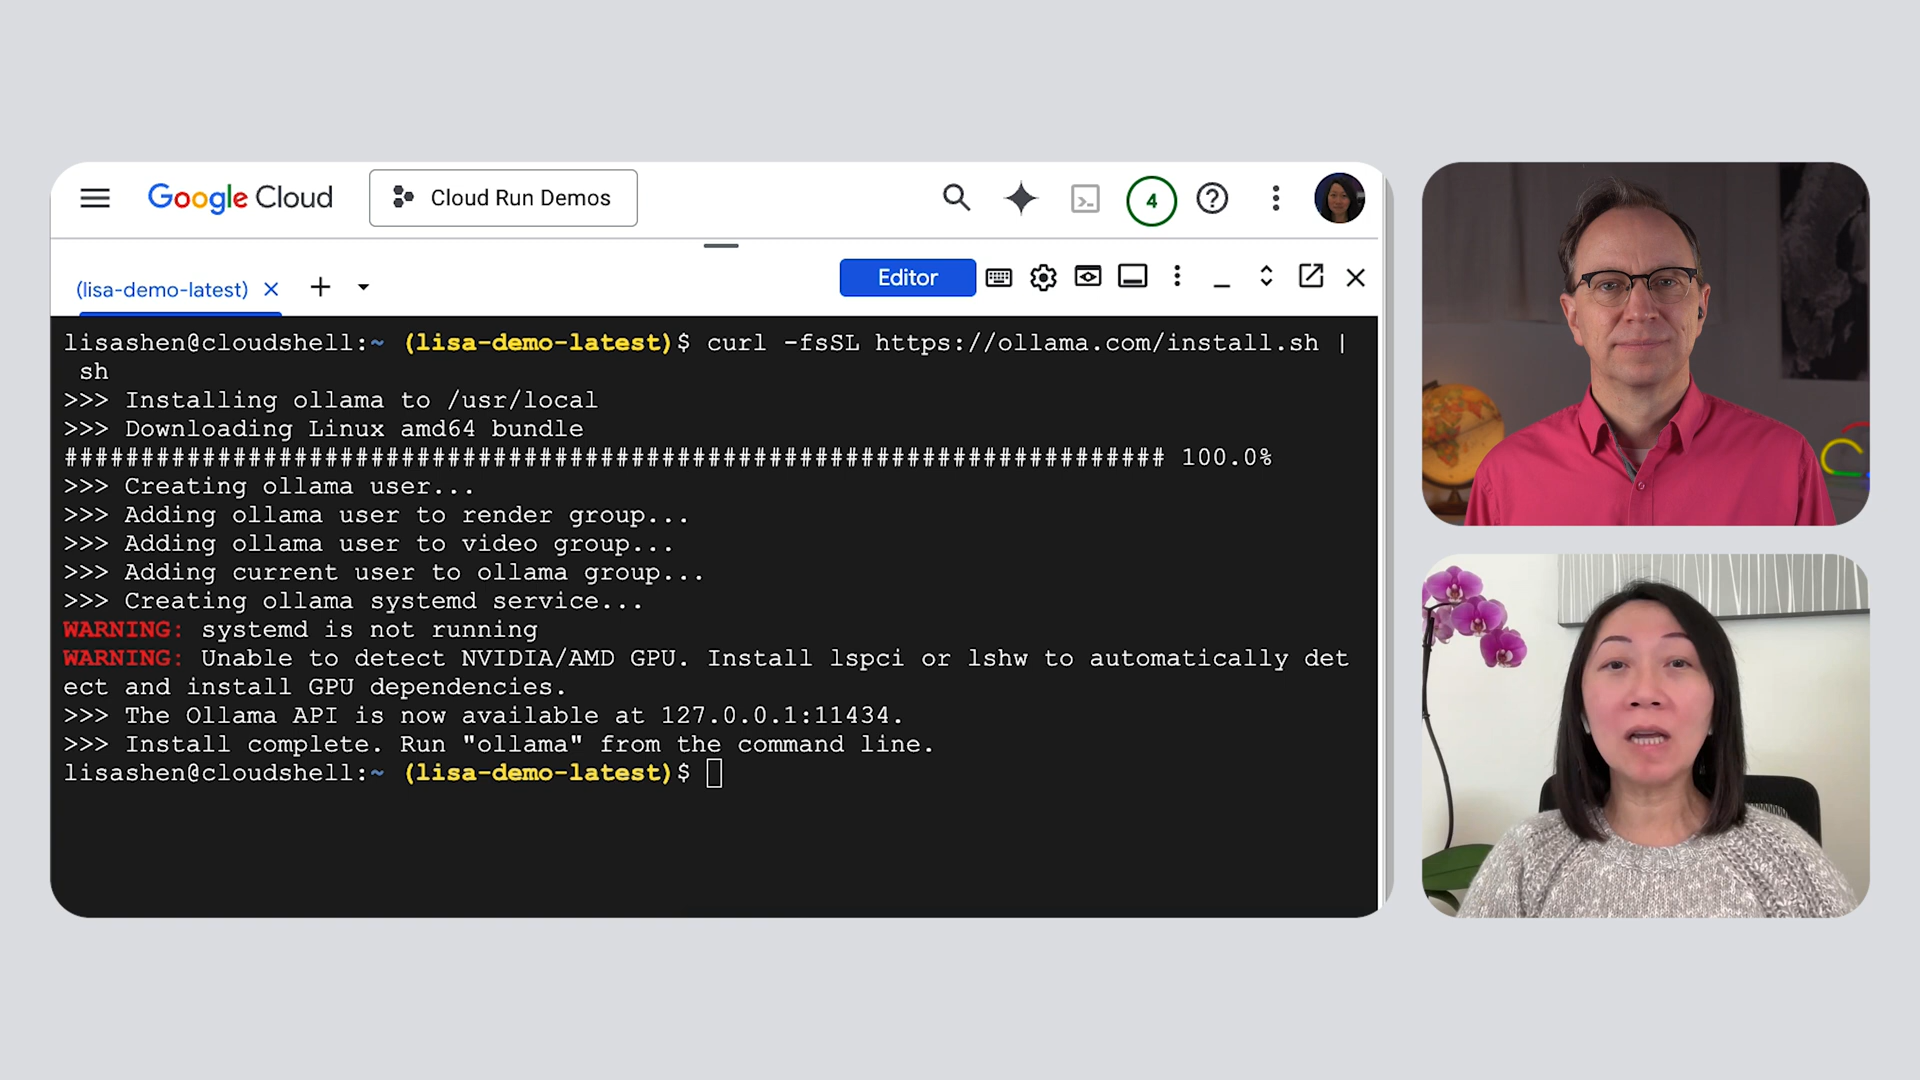 Google Cloud
Cloud Run Demos
4
(lisa-demo-latest)
Editor
lisashen@cloudshell:~ (lisa-demo-latest)$ curl -fsSL https://ollama.com/install.sh |
sh
>>> Installing ollama to /usr/local
>>> Downloading Linux amd64 bundle
######################################################################## 100.0%
>>> Creating ollama user...
>>> Adding ollama user to render group...
>>> Adding ollama user to video group...
>>> Adding current user to ollama group...
>>> Creating ollama systemd service...
WARNING: systemd is not running
WARNING: Unable to detect NVIDIA/AMD GPU. Install lspci or lshw to automatically det
ect and install GPU dependencies.
>>> The Ollama API is now available at 127.0.0.1:11434.
>>> Install complete. Run "ollama" from the command line.
lisashen@cloudshell:~ (lisa-demo-latest)$